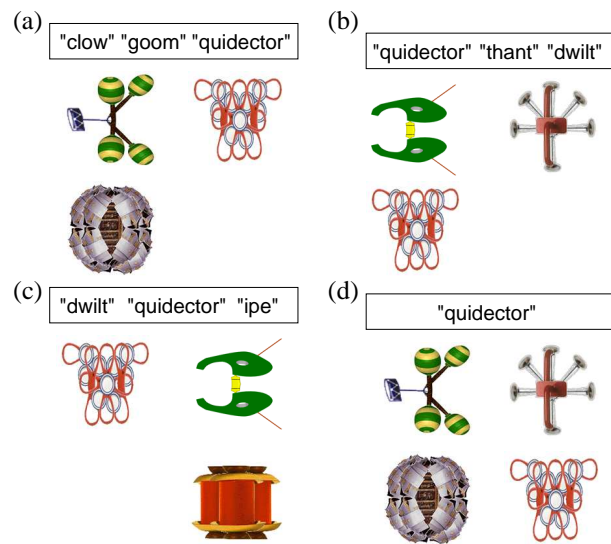 (a)
"clow" "goom" "quidector"
(b)
"quidector" "thant" "dwilt"
(c)
"dwilt" "quidector" "ipe"
(d)
"quidector"